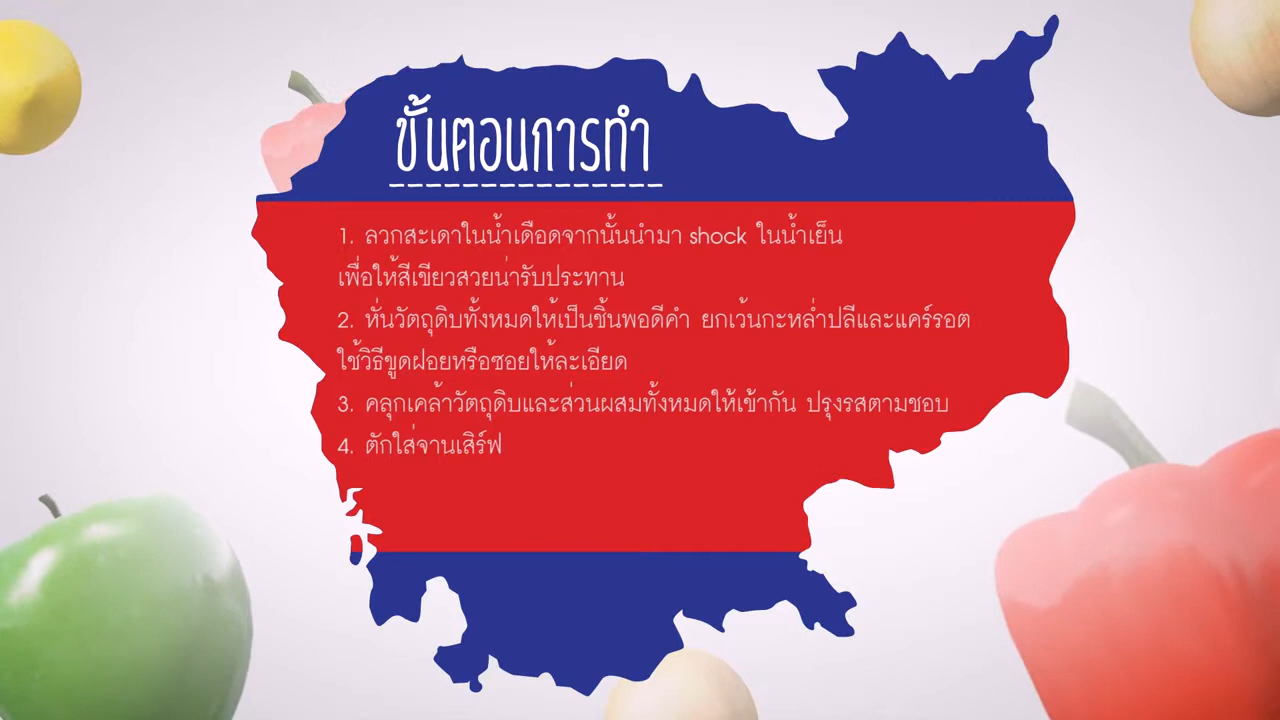 ขั้นตอนการทำ
1. ลวกสะเดาในน้ำเดือดจากนั้นนำมา shock ในน้ำเย็น
เพื่อให้สีเขียวสวยน่ารับประทาน
2. หั่นวัตถุดิบทั้งหมดให้เป็นชิ้นพอดีคำ ยกเว้นกะหล่ำปลีและแคร์รอต
ใช้วิธีขูดฝอยหรือซอยให้ละเอียด
3. คลุกเคล้าวัตถุดิบและส่วนผสมทั้งหมดให้เข้ากัน ปรุงรสตามชอบ
4. ตักใส่จานเสิร์ฟ